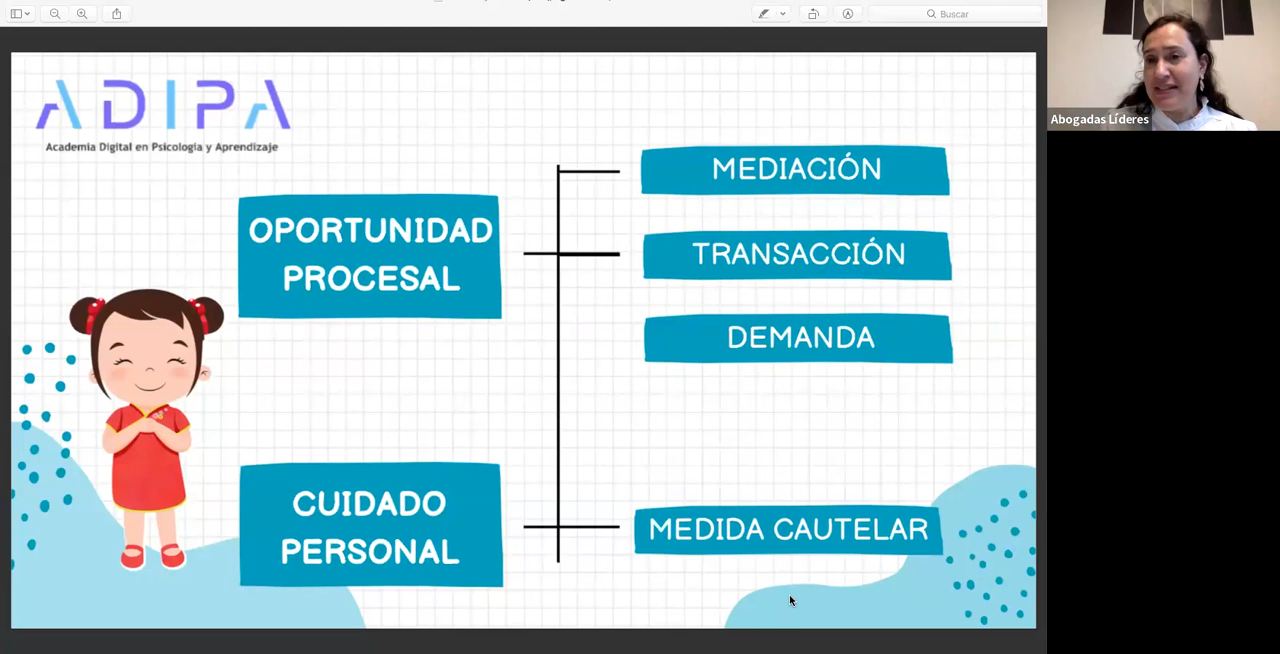 Buscar
Abogadas Líderes
ADIPA
Academia Digital en Psicología y Aprendizaje
OPORTUNIDAD
PROCESAL
MEDIACIÓN
TRANSACCIÓN
DEMANDA
CUIDADO
PERSONAL
MEDIDA CAUTELAR